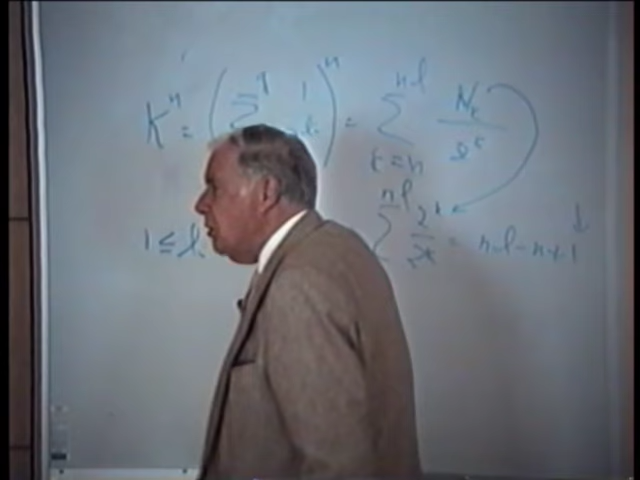 K^n = ( Σ^q 1 )^n = Σ_{k=n}^{nl} N_k / 2^k
1 ≤ l Σ^{nl} 2^k / 2^k = nl - n + 1 ↓